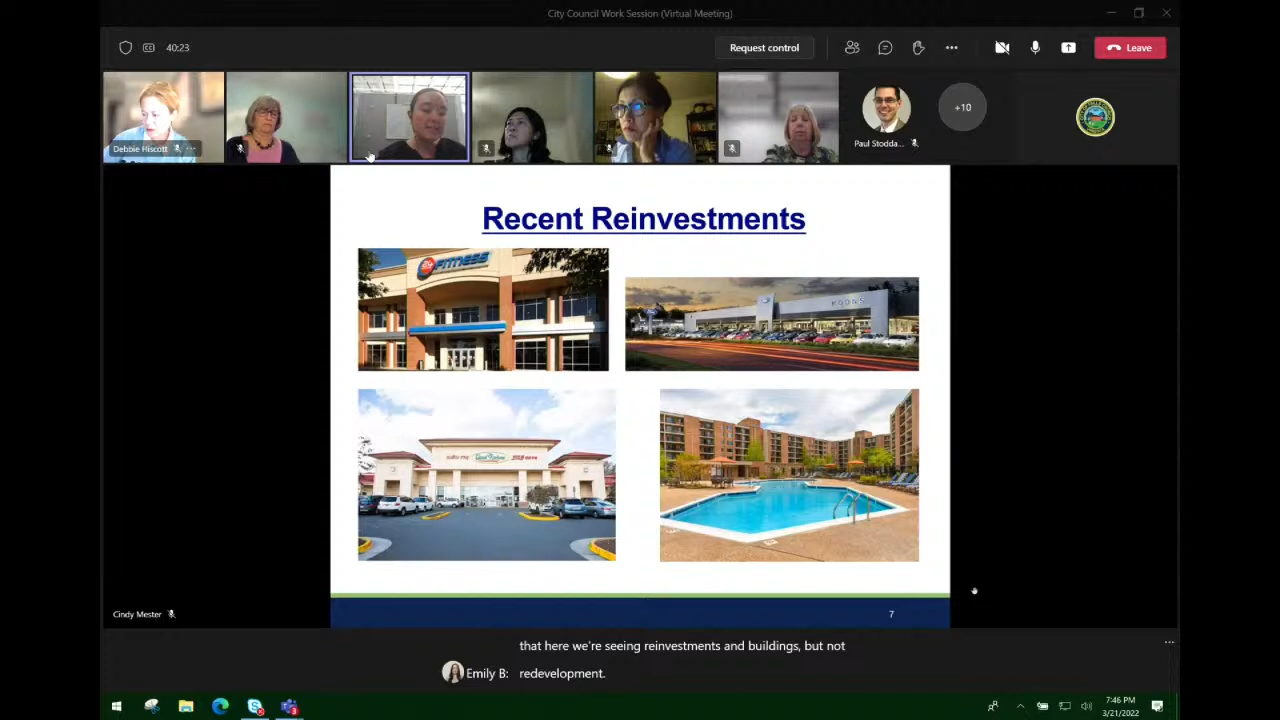 City Council Work Session (Virtual Meeting)
40:23
Request control
Leave
Debbie Hiscott
Paul Stodda...
+10
Recent Reinvestments
24
FITNESS
Cindy Mester
7
that here we're seeing reinvestments and buildings, but not
Emily B: redevelopment.
7:46 PM
3/21/2022